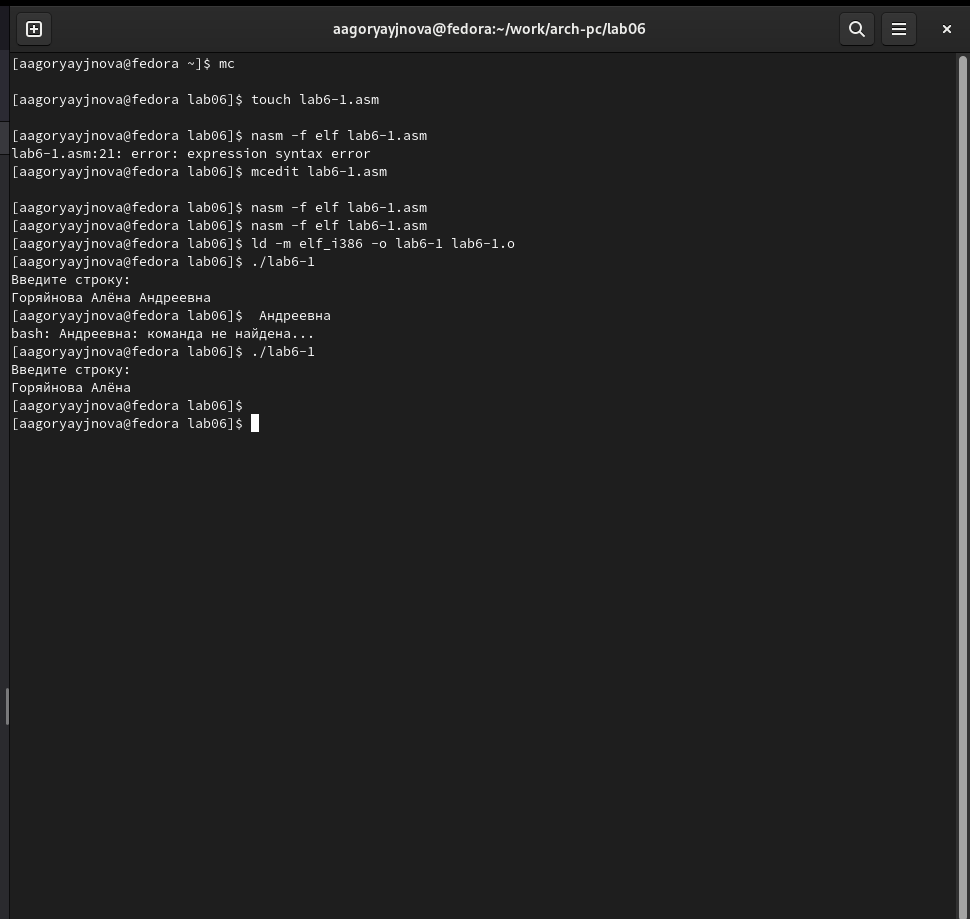 aagoryayjnova@fedora:~/work/arch-pc/lab06
[aagoryayjnova@fedora ~]$ mc
[aagoryayjnova@fedora lab06]$ touch lab6-1.asm
[aagoryayjnova@fedora lab06]$ nasm -f elf lab6-1.asm
lab6-1.asm:21: error: expression syntax error
[aagoryayjnova@fedora lab06]$ mcedit lab6-1.asm
[aagoryayjnova@fedora lab06]$ nasm -f elf lab6-1.asm
[aagoryayjnova@fedora lab06]$ nasm -f elf lab6-1.asm
[aagoryayjnova@fedora lab06]$ ld -m elf_i386 -o lab6-1 lab6-1.o
[aagoryayjnova@fedora lab06]$ ./lab6-1
Введите строку:
Горяйнова Алёна Андреевна
[aagoryayjnova@fedora lab06]$  Андреевна
bash: Андреевна: команда не найдена...
[aagoryayjnova@fedora lab06]$ ./lab6-1
Введите строку:
Горяйнова Алёна
[aagoryayjnova@fedora lab06]$
[aagoryayjnova@fedora lab06]$